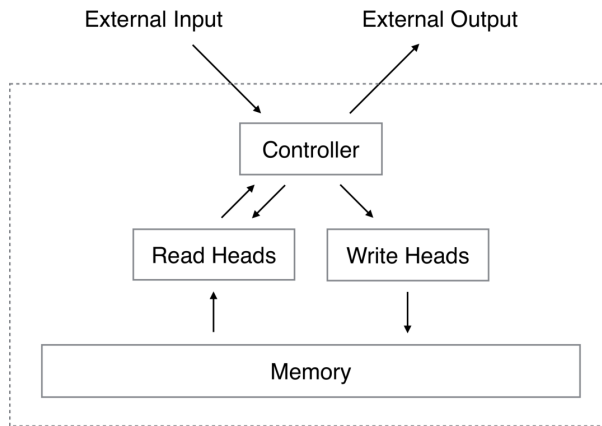 External Input
External Output
Controller
Read Heads
Write Heads
Memory